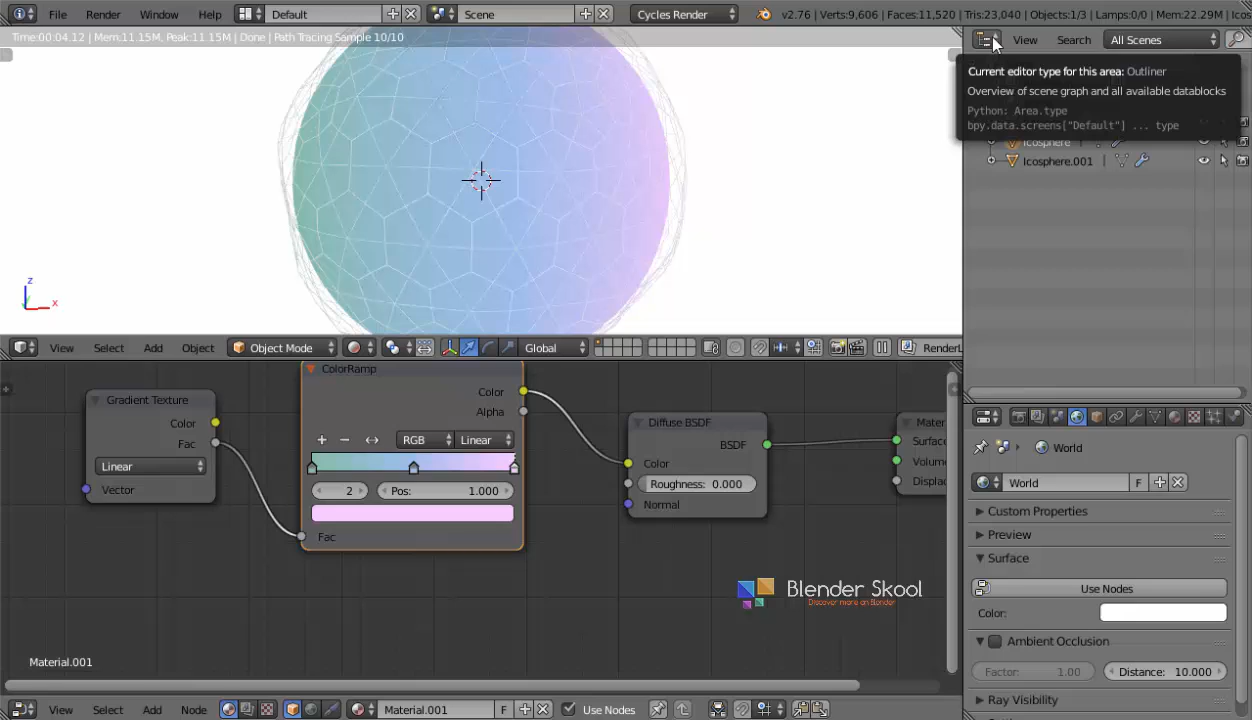 File Render Window Help Default Scene Cycles Render v2.76 | Verts:9,606 | Faces:11,520 | Tris:23,040 | Objects:1/3 | Lamps:0/0 | Mem:22.29M | Icos
Time:00:04.12 | Mem:11.15M, Peak:11.15M | Done | Path Tracing Sample 10/10
View Search All Scenes
Current editor type for this area: Outliner
Overview of scene graph and all available datablocks
Python: Area.type
bpy.data.screens["Default"] ... type
Icosphere
Icosphere.001
z
x
View Select Add Object Object Mode Global RenderL
ColorRamp
Color
Alpha
RGB Linear
2 Pos: 1.000
Fac
Gradient Texture
Color
Fac
Linear
Vector
Diffuse BSDF
BSDF
Color
Roughness: 0.000
Normal
Mater
Surface
Volum
Displac
World
World F
Custom Properties
Preview
Surface
Use Nodes
Color:
Ambient Occlusion
Factor: 1.00 Distance: 10.000
Ray Visibility
Blender Skool
Discover more on Blender
Material.001
View Select Add Node Material.001 F Use Nodes